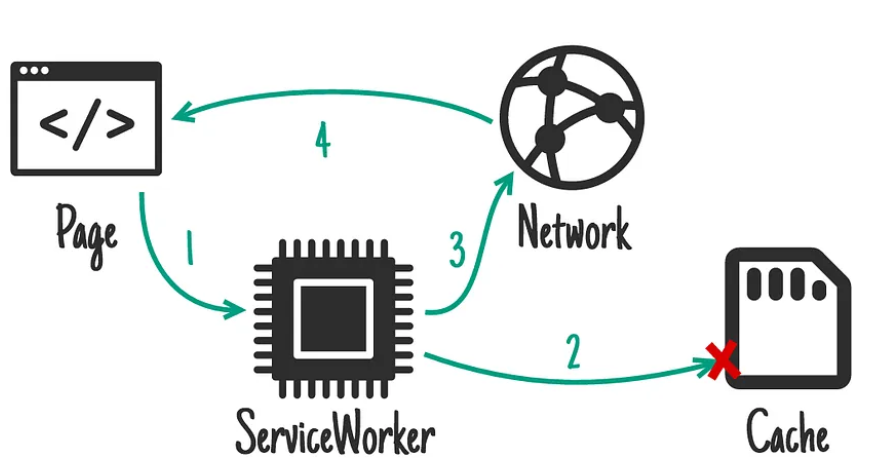 </>
4
Page
1
3
Network
2
ServiceWorker
Cache